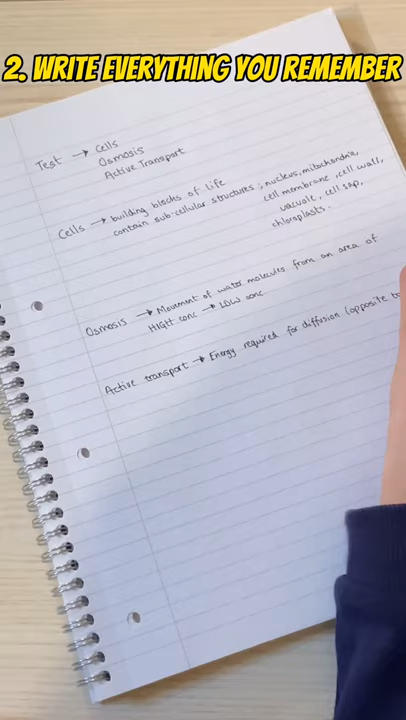 2. WRITE EVERYTHING YOU REMEMBER
Test → Cells
Osmosis
Active Transport
Cells → building blocks of life
contain sub-cellular structures ; nucleus, mitochondria,
cell membrane, cell wall,
vacuole, cell sap,
chloroplasts.
Osmosis → Movement of water molecules from an area of
HIGH conc → LOW conc
Active transport → Energy required for diffusion (opposite to